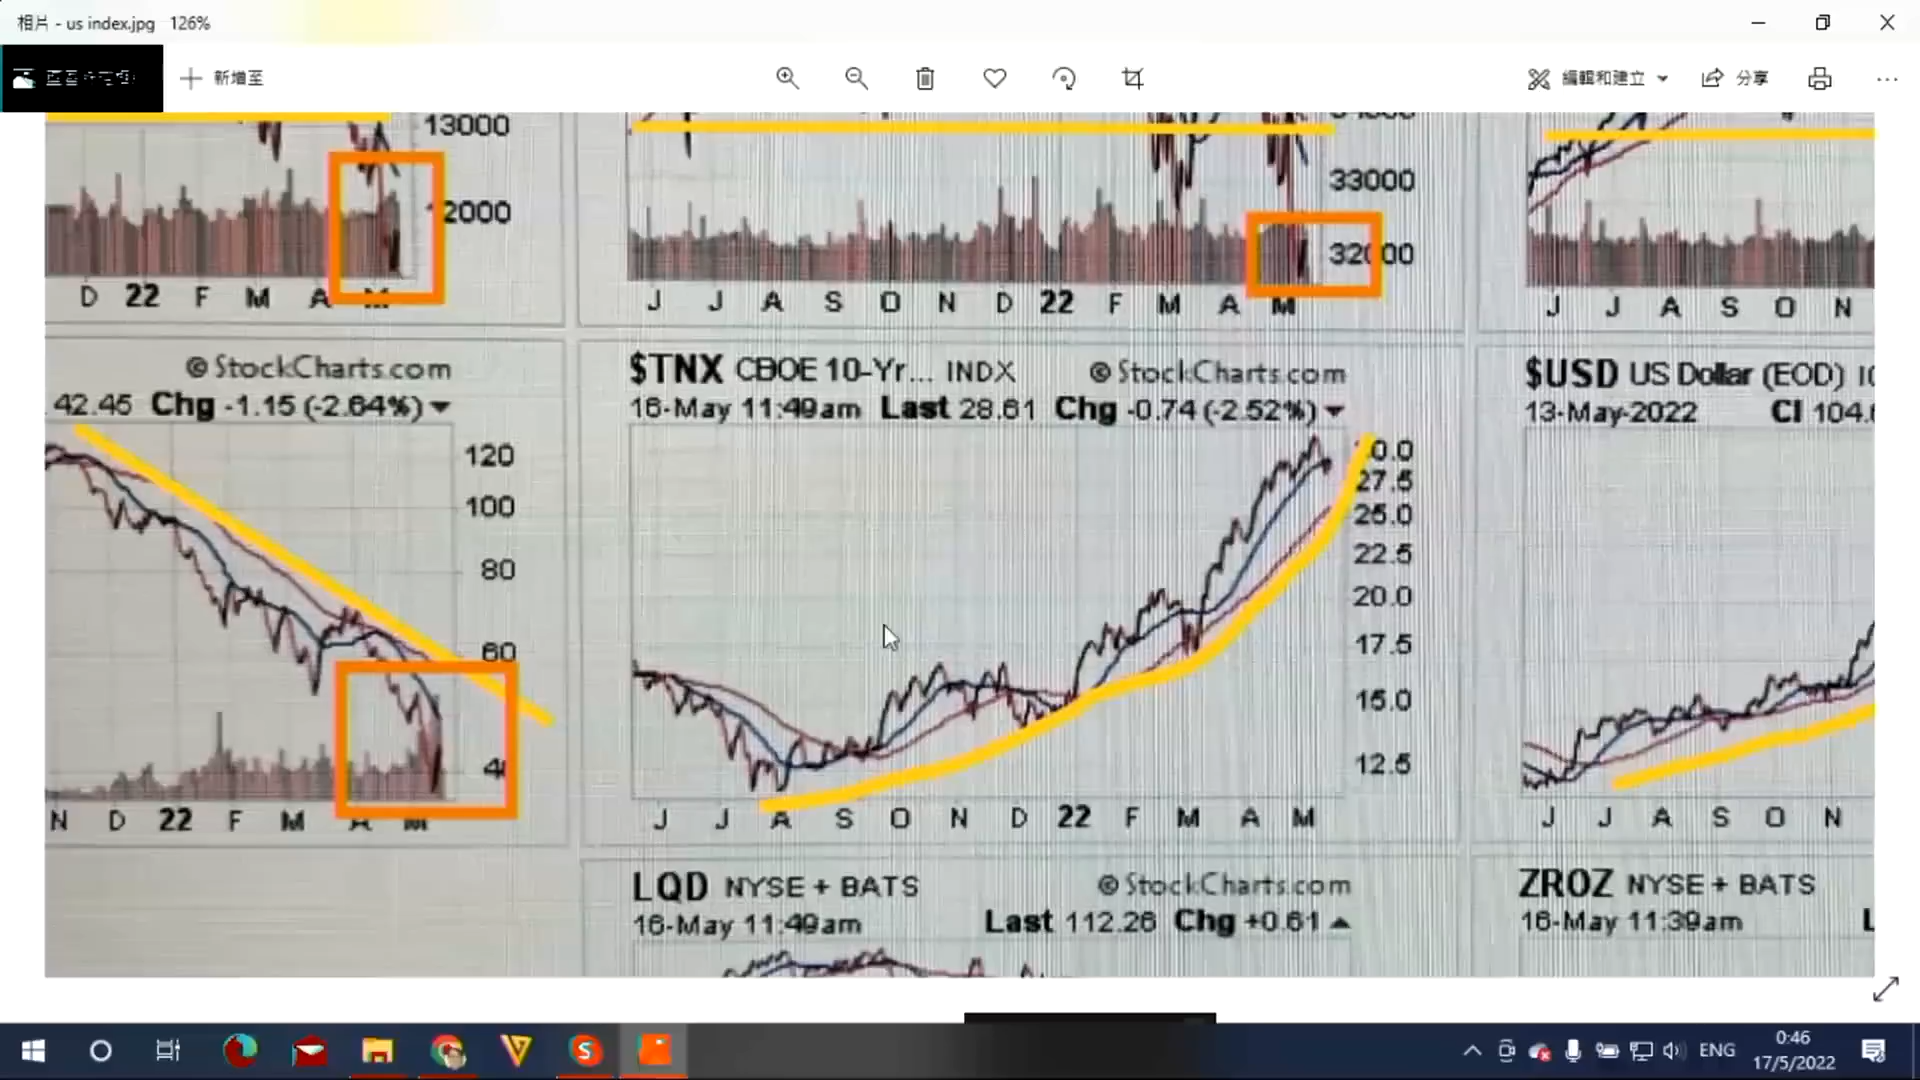 相片 - us index.jpg 126%
新增至
編輯和建立
分享
13000
12000
D 22 F M A M
33000
32000
J J A S O N D 22 F M A M
J J A S O N
© StockCharts.com
42.45 Chg -1.15 (-2.64%)
120
100
80
60
N D 22 F M A M
$TNX CBOE 10-Yr... INDX © StockCharts.com
16-May 11:49am Last 28.61 Chg -0.74 (-2.52%)
27.5
25.0
22.5
20.0
17.5
15.0
12.5
J J A S O N D 22 F M A M
$USD US Dollar (EOD)
13-May-2022 Cl 104.
J J A S O N
LQD NYSE + BATS © StockCharts.com
16-May 11:49am Last 112.26 Chg +0.61
ZROZ NYSE + BATS
16-May 11:39am L
ENG
0:46
17/5/2022